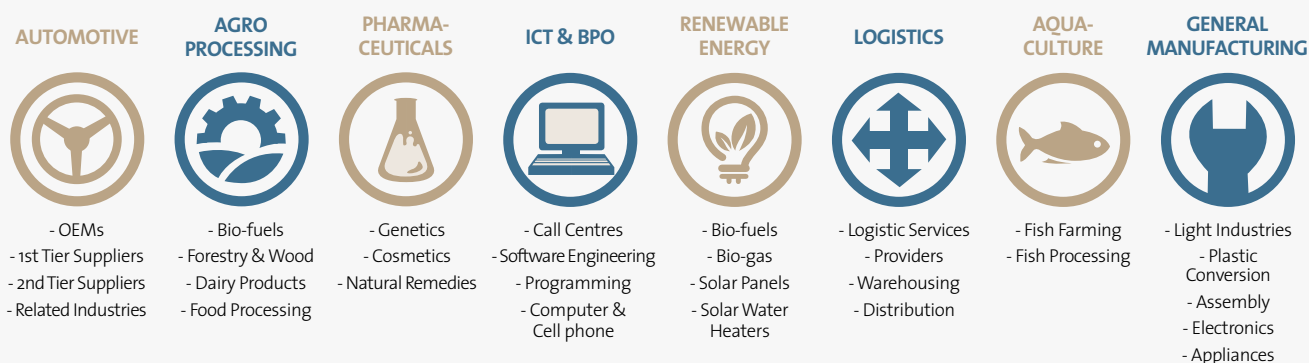 AUTOMOTIVE
- OEMs
- 1st Tier Suppliers
- 2nd Tier Suppliers
- Related Industries
AGRO
PROCESSING
- Bio-fuels
- Forestry & Wood
- Dairy Products
- Food Processing
PHARMA-
CEUTICALS
- Genetics
- Cosmetics
- Natural Remedies
ICT & BPO
- Call Centres
- Software Engineering
- Programming
- Computer &
Cell phone
RENEWABLE
ENERGY
- Bio-fuels
- Bio-gas
- Solar Panels
- Solar Water
Heaters
LOGISTICS
- Logistic Services
- Providers
- Warehousing
- Distribution
AQUA-
CULTURE
- Fish Farming
- Fish Processing
GENERAL
MANUFACTURING
- Light Industries
- Plastic
Conversion
- Assembly
- Electronics
- Appliances